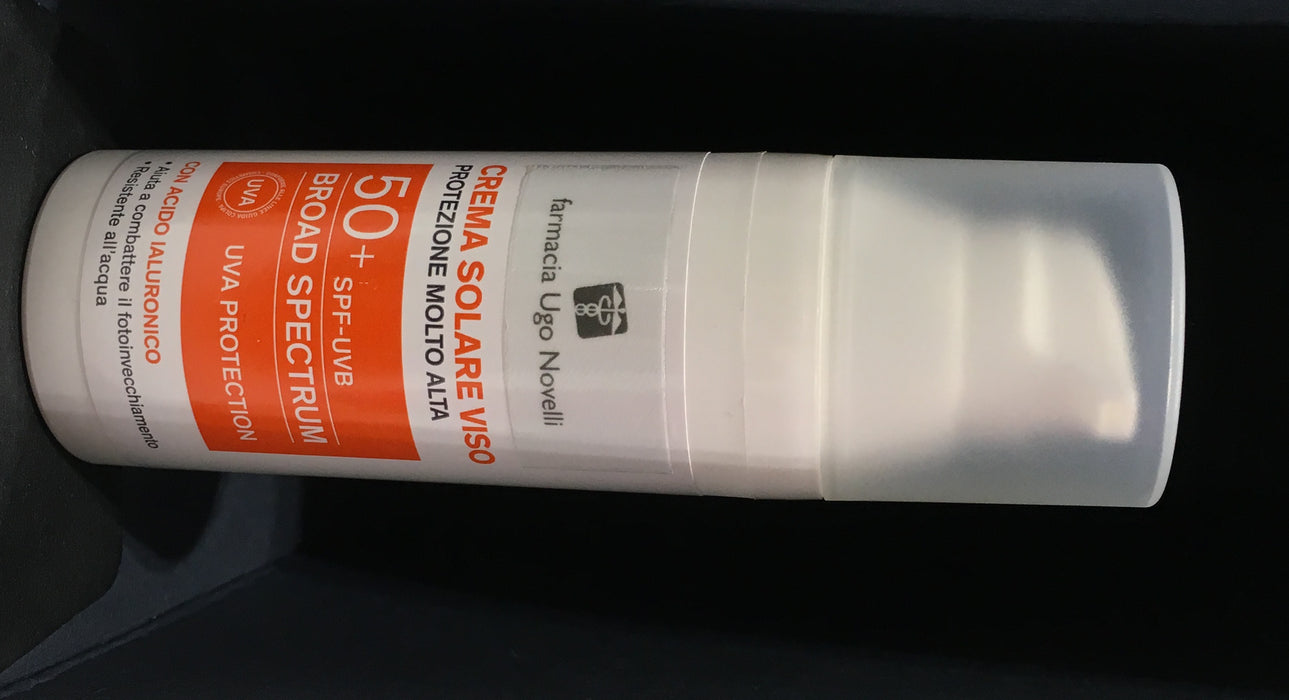 farmacia Ugo Novelli
CREMA SOLARE VISO
PROTEZIONE MOLTO ALTA
50+ SPF-UVB
BROAD SPECTRUM
UVA
UVA PROTECTION
CON ACIDO IALURONICO
• Aiuta a combattere il fotoinvecchiamento
• Resistente all'acqua